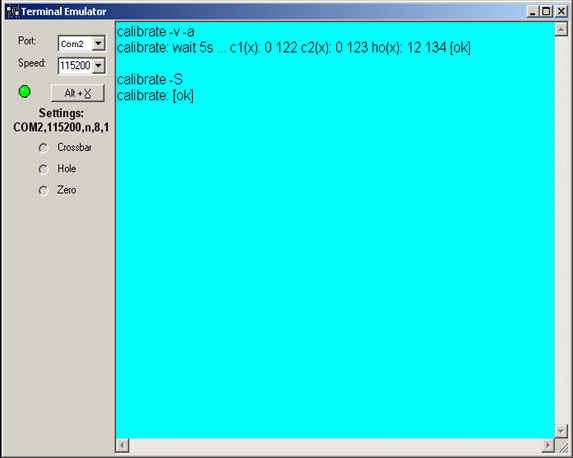 Terminal Emulator
Port:
Com2
Speed:
115200
Alt + X
Settings:
COM2,115200,n,8,1
Crossbar
Hole
Zero
calibrate -v -a
calibrate: wait 5s ... c1(x): 0 122 c2(x): 0 123 ho(x): 12 134 [ok]
calibrate -S
calibrate: [ok]